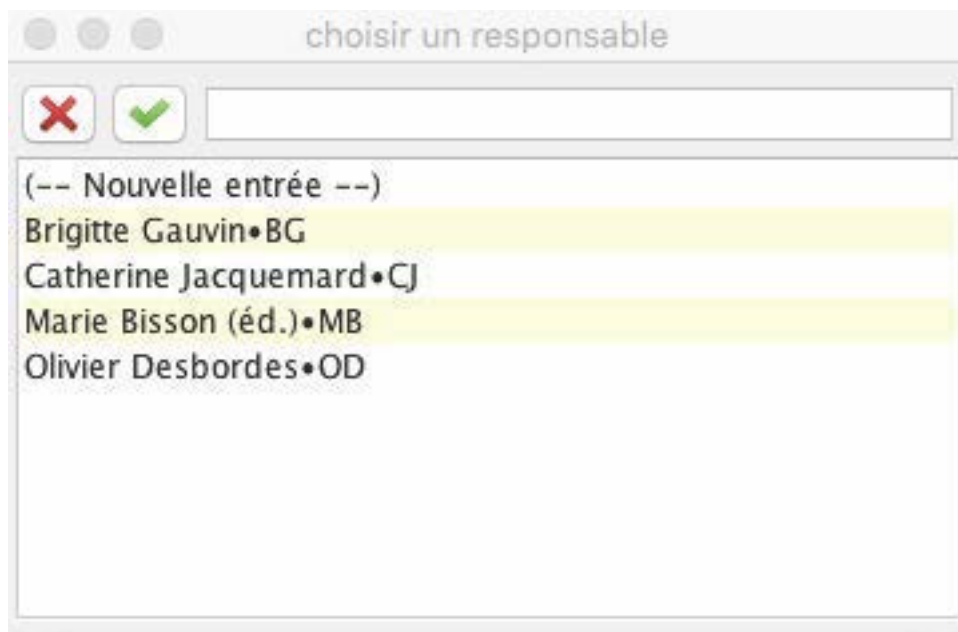 choisir un responsable
(-- Nouvelle entrée --)
Brigitte Gauvin•BG
Catherine Jacquemard•CJ
Marie Bisson (éd.)•MB
Olivier Desbordes•OD